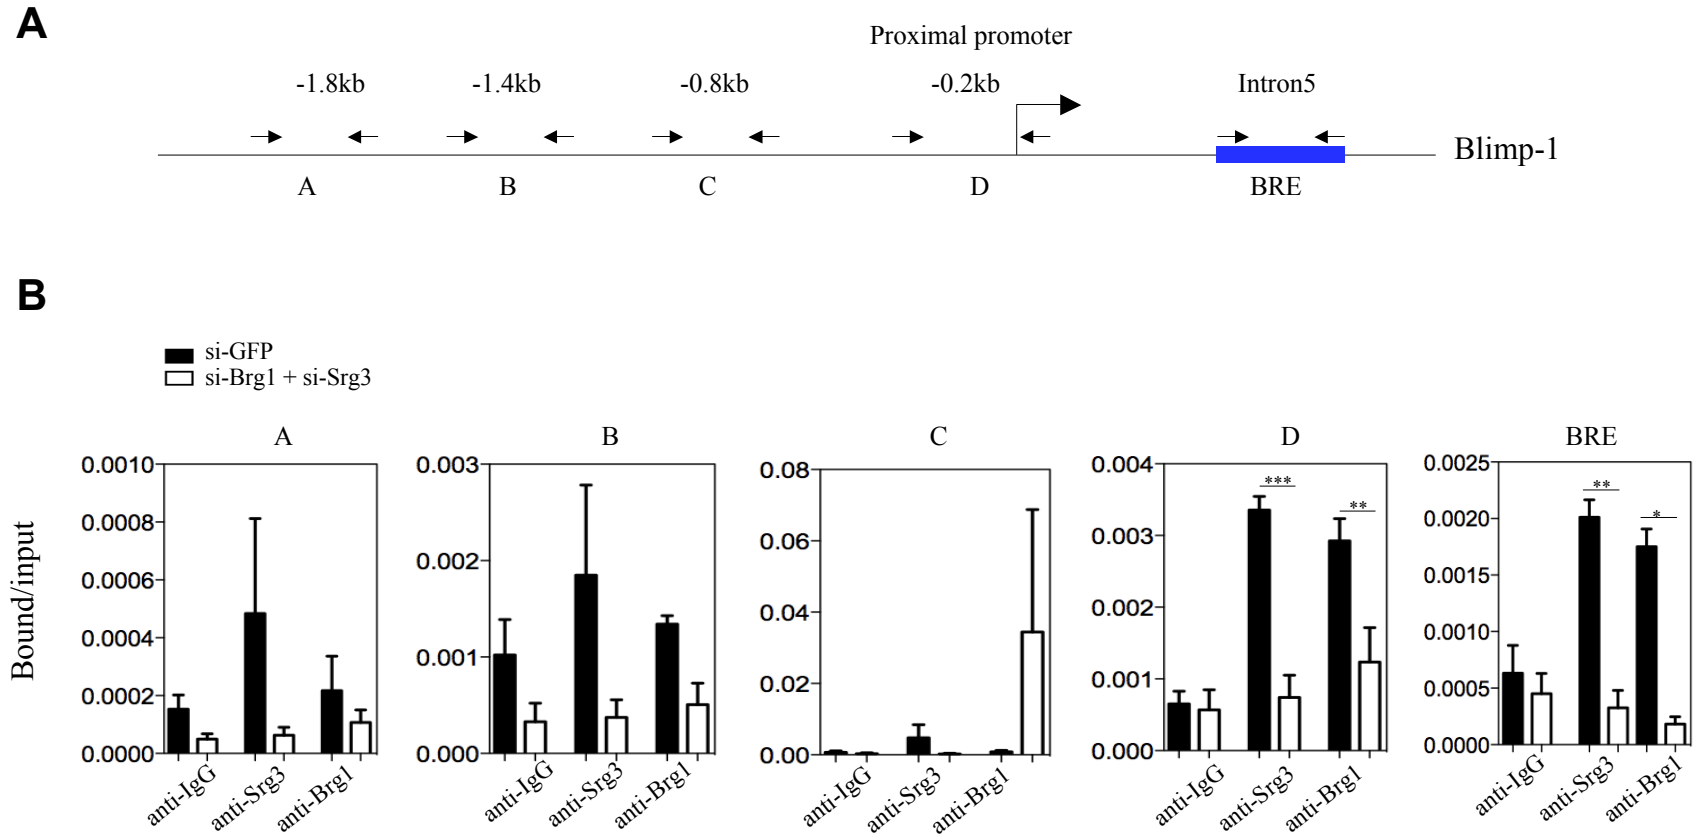 A
Proximal promoter
-1.8kb -1.4kb -0.8kb -0.2kb Intron5
Blimp-1
A B C D BRE
B
si-GFP
si-Brg1 + si-Srg3
Bound/input
A
0.0010
0.0008
0.0006
0.0004
0.0002
0.0000
anti-IgG anti-Srg3 anti-Brg1
B
0.003
0.002
0.001
0.000
anti-IgG anti-Srg3 anti-Brg1
C
0.08
0.06
0.04
0.02
0.00
anti-IgG anti-Srg3 anti-Brg1
D
0.004
0.003
0.002
0.001
0.000
***
**
anti-IgG anti-Srg3 anti-Brg1
BRE
0.0025
0.0020
0.0015
0.0010
0.0005
0.0000
**
*
anti-IgG anti-Srg3 anti-Brg1